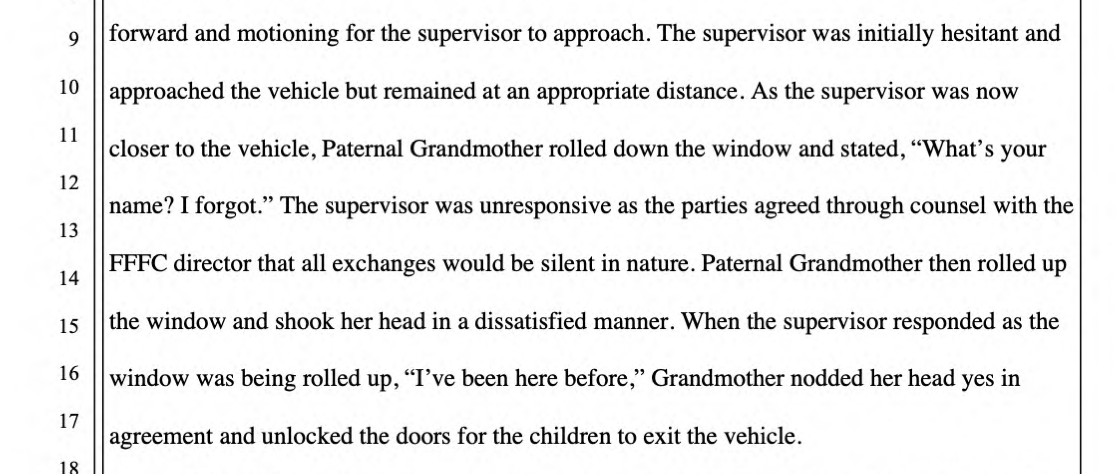 9 forward and motioning for the supervisor to approach. The supervisor was initially hesitant and
10 approached the vehicle but remained at an appropriate distance. As the supervisor was now
11 closer to the vehicle, Paternal Grandmother rolled down the window and stated, “What’s your
12
name? I forgot.” The supervisor was unresponsive as the parties agreed through counsel with the
13
FFFC director that all exchanges would be silent in nature. Paternal Grandmother then rolled up
14
15 the window and shook her head in a dissatisfied manner. When the supervisor responded as the
16 window was being rolled up, “I’ve been here before,” Grandmother nodded her head yes in
17
agreement and unlocked the doors for the children to exit the vehicle.
18